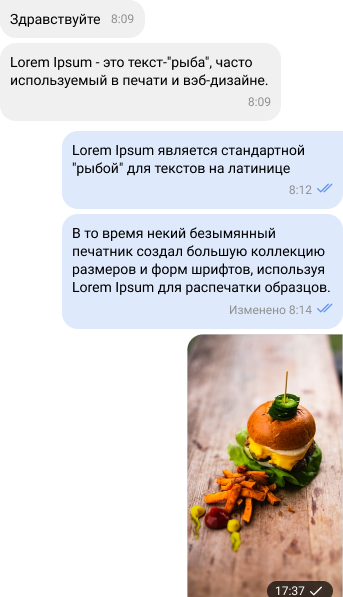 Здравствуйте 8:09
Lorem Ipsum - это текст-"рыба", часто
используемый в печати и вэб-дизайне.
8:09
Lorem Ipsum является стандартной
"рыбой" для текстов на латинице
8:12
В то время некий безымянный
печатник создал большую коллекцию
размеров и форм шрифтов, используя
Lorem Ipsum для распечатки образцов.
Изменено 8:14
17:37